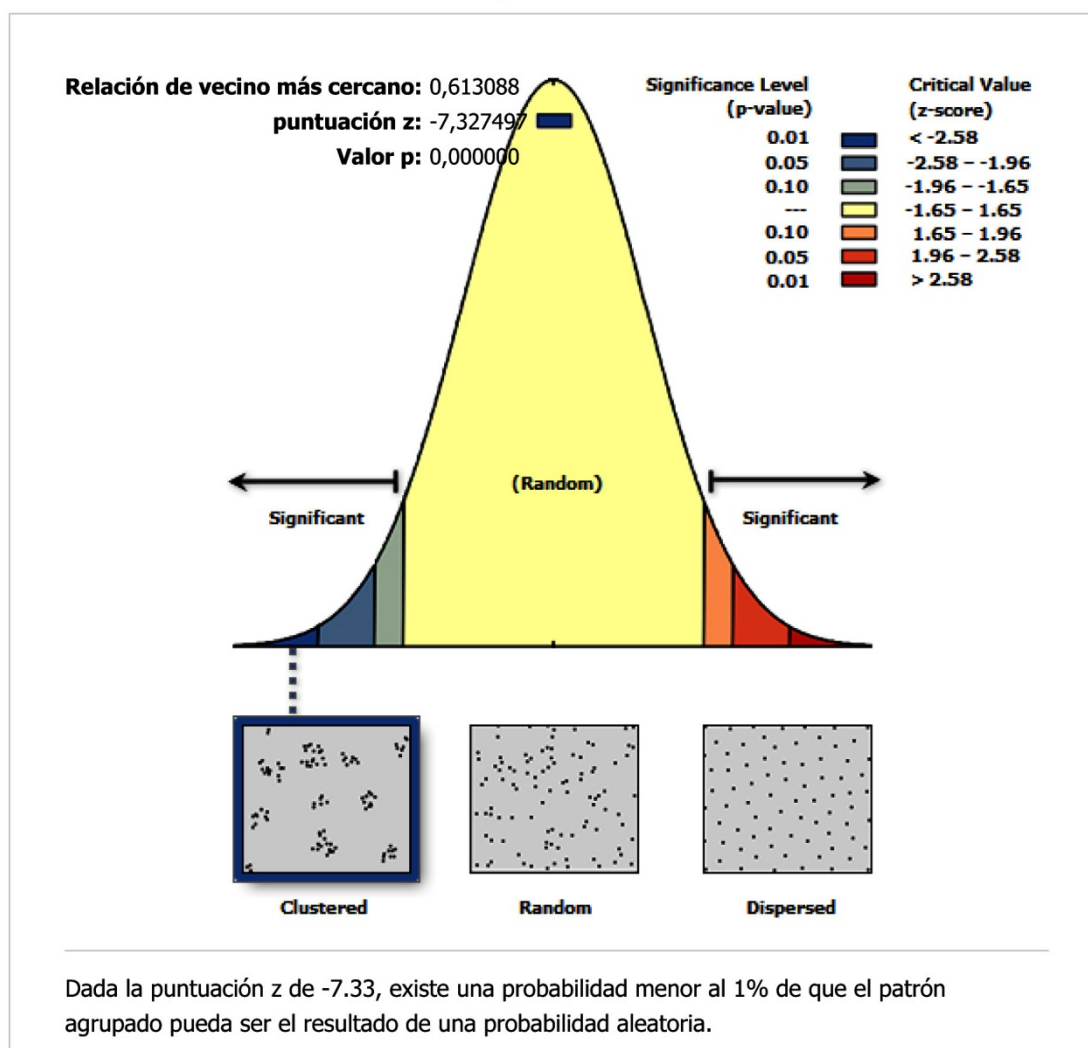 Relación de vecino más cercano: 0,613088
puntuación z: -7,327497
Valor p: 0,000000
Significance Level
(p-value)
Critical Value
(z-score)
0.01 < -2.58
0.05 -2.58 – -1.96
0.10 -1.96 – -1.65
--- -1.65 – 1.65
0.10 1.65 – 1.96
0.05 1.96 – 2.58
0.01 > 2.58
(Random)
Significant
Significant
Clustered
Random
Dispersed
Dada la puntuación z de -7.33, existe una probabilidad menor al 1% de que el patrón
agrupado pueda ser el resultado de una probabilidad aleatoria.